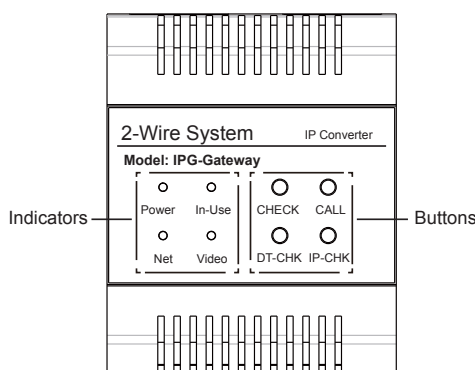 2-Wire System IP Converter
Model: IPG-Gateway
Indicators
Power In-Use
Net Video
CHECK CALL
DT-CHK IP-CHK
Buttons